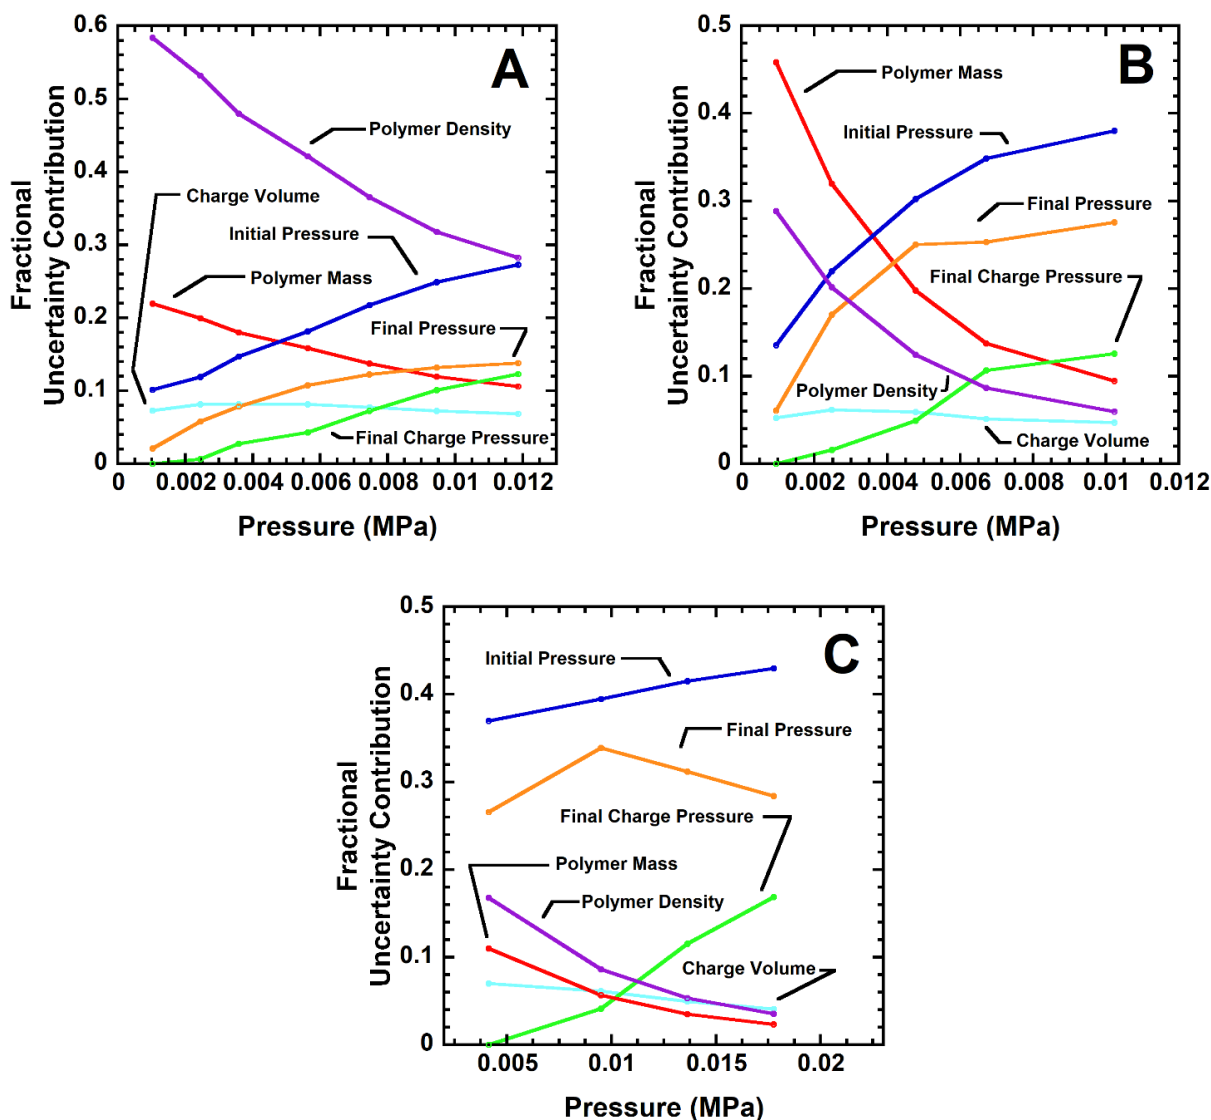 A
Fractional
Uncertainty Contribution
0.6
0.5
0.4
0.3
0.2
0.1
0
Polymer Density
Charge Volume
Initial Pressure
Polymer Mass
Final Pressure
Final Charge Pressure
0 0.002 0.004 0.006 0.008 0.01 0.012
Pressure (MPa)
B
Fractional
Uncertainty Contribution
0.5
0.4
0.3
0.2
0.1
0
Polymer Mass
Initial Pressure
Final Pressure
Final Charge Pressure
Polymer Density
Charge Volume
0 0.002 0.004 0.006 0.008 0.01 0.012
Pressure (MPa)
C
Fractional
Uncertainty Contribution
0.5
0.4
0.3
0.2
0.1
0
Initial Pressure
Final Pressure
Final Charge Pressure
Polymer Mass
Polymer Density
Charge Volume
0.005 0.01 0.015 0.02
Pressure (MPa)